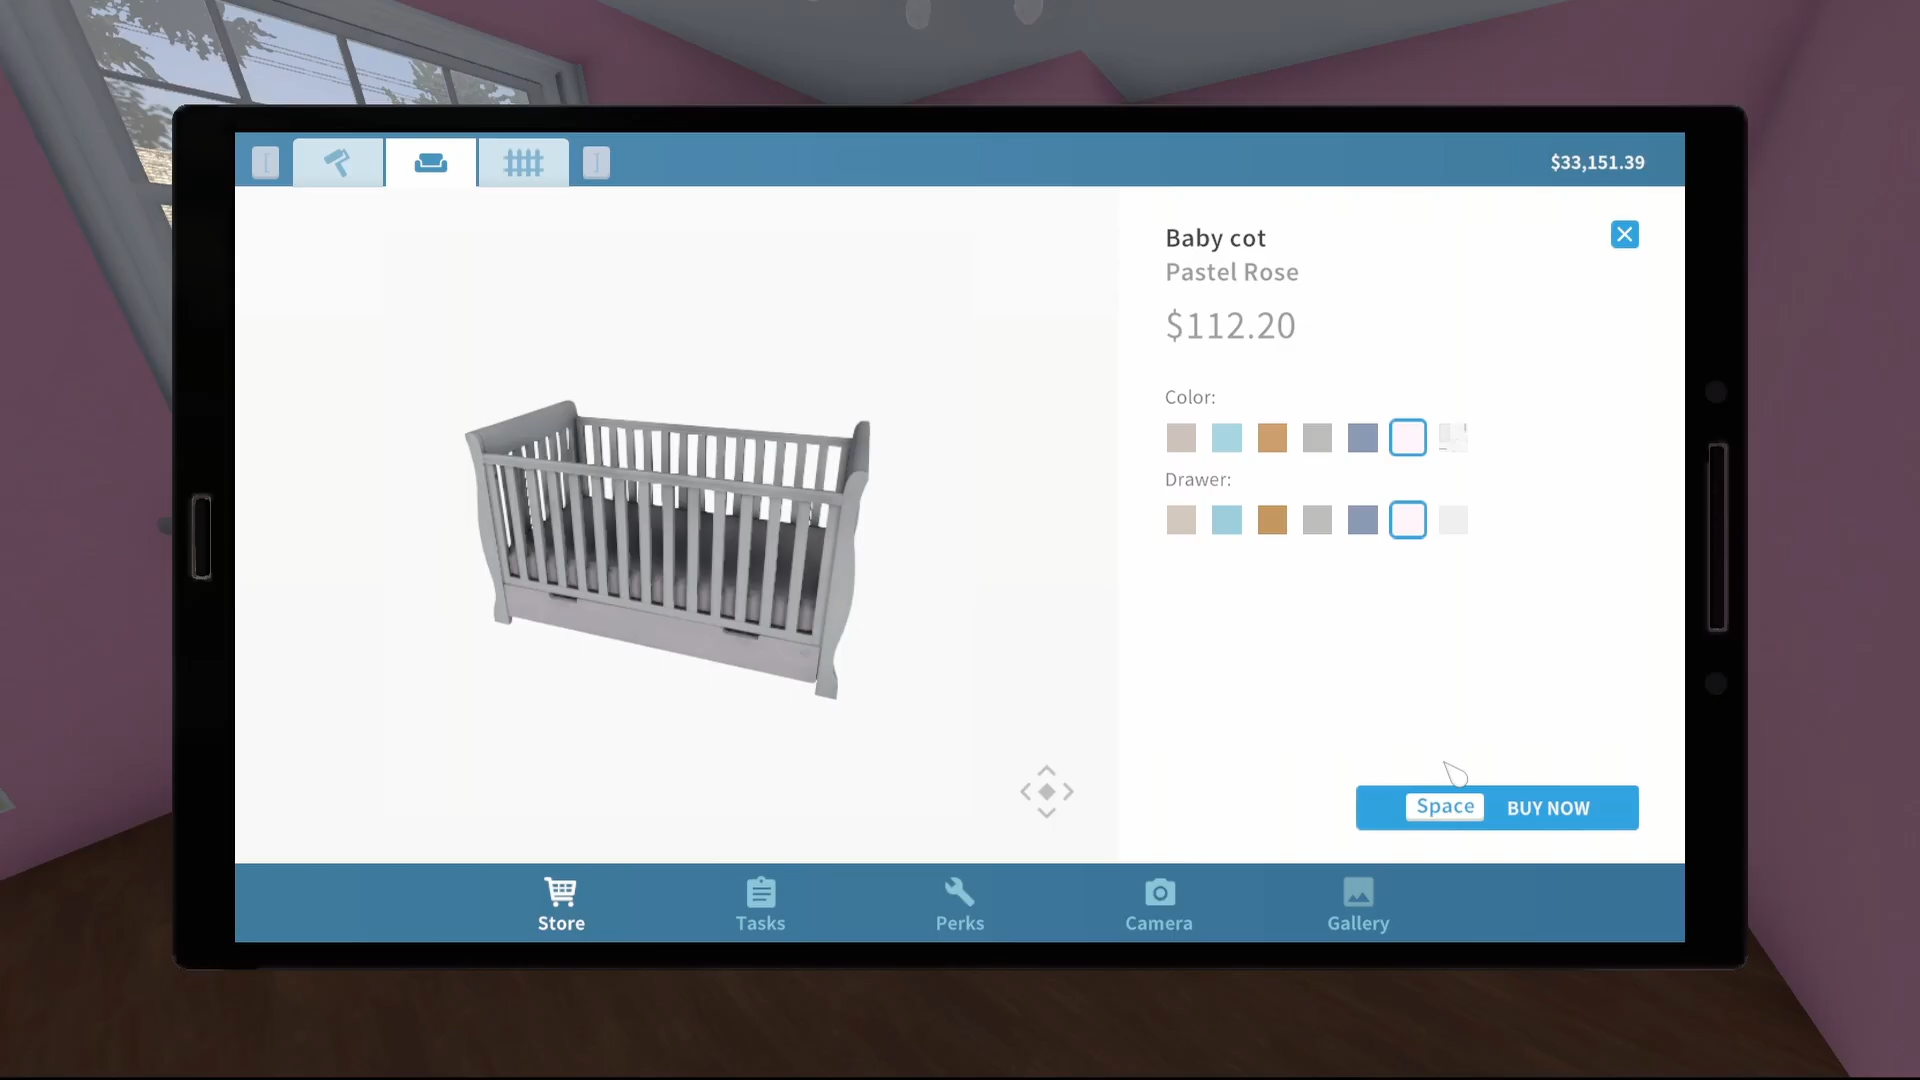 $33,151.39
Baby cot
Pastel Rose
$112.20
Color:
Drawer:
Space BUY NOW
Store Tasks Perks Camera Gallery